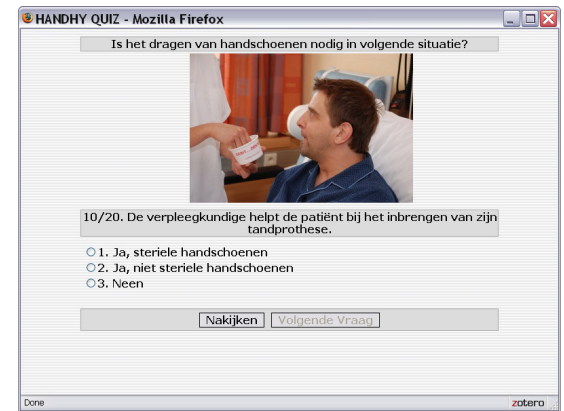 HANDHY QUIZ - Mozilla Firefox
Is het dragen van handschoenen nodig in volgende situatie?
10/20. De verpleegkundige helpt de patiënt bij het inbrengen van zijn
tandprothese.
1. Ja, steriele handschoenen
2. Ja, niet steriele handschoenen
3. Neen
Nakijken Volgende Vraag
Done zotero